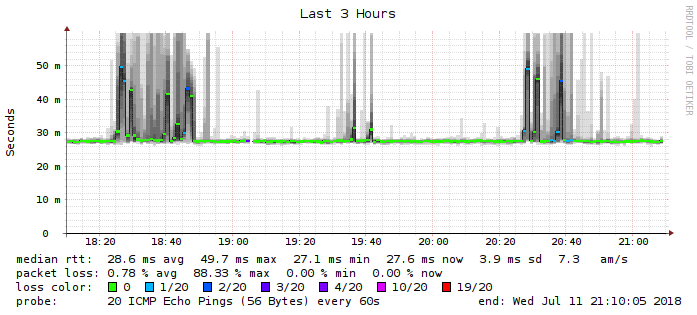 Last 3 Hours
RRDTOOL / TOBI OETIKER
Seconds
50 m
40 m
30 m
20 m
10 m
0
18:20 18:40 19:00 19:20 19:40 20:00 20:20 20:40 21:00
median rtt: 28.6 ms avg 49.7 ms max 27.1 ms min 27.6 ms now 3.9 ms sd 7.3 am/s
packet loss: 0.78 % avg 88.33 % max 0.00 % min 0.00 % now
loss color: 0 1/20 2/20 3/20 4/20 10/20 19/20
probe: 20 ICMP Echo Pings (56 Bytes) every 60s end: Wed Jul 11 21:10:05 2018